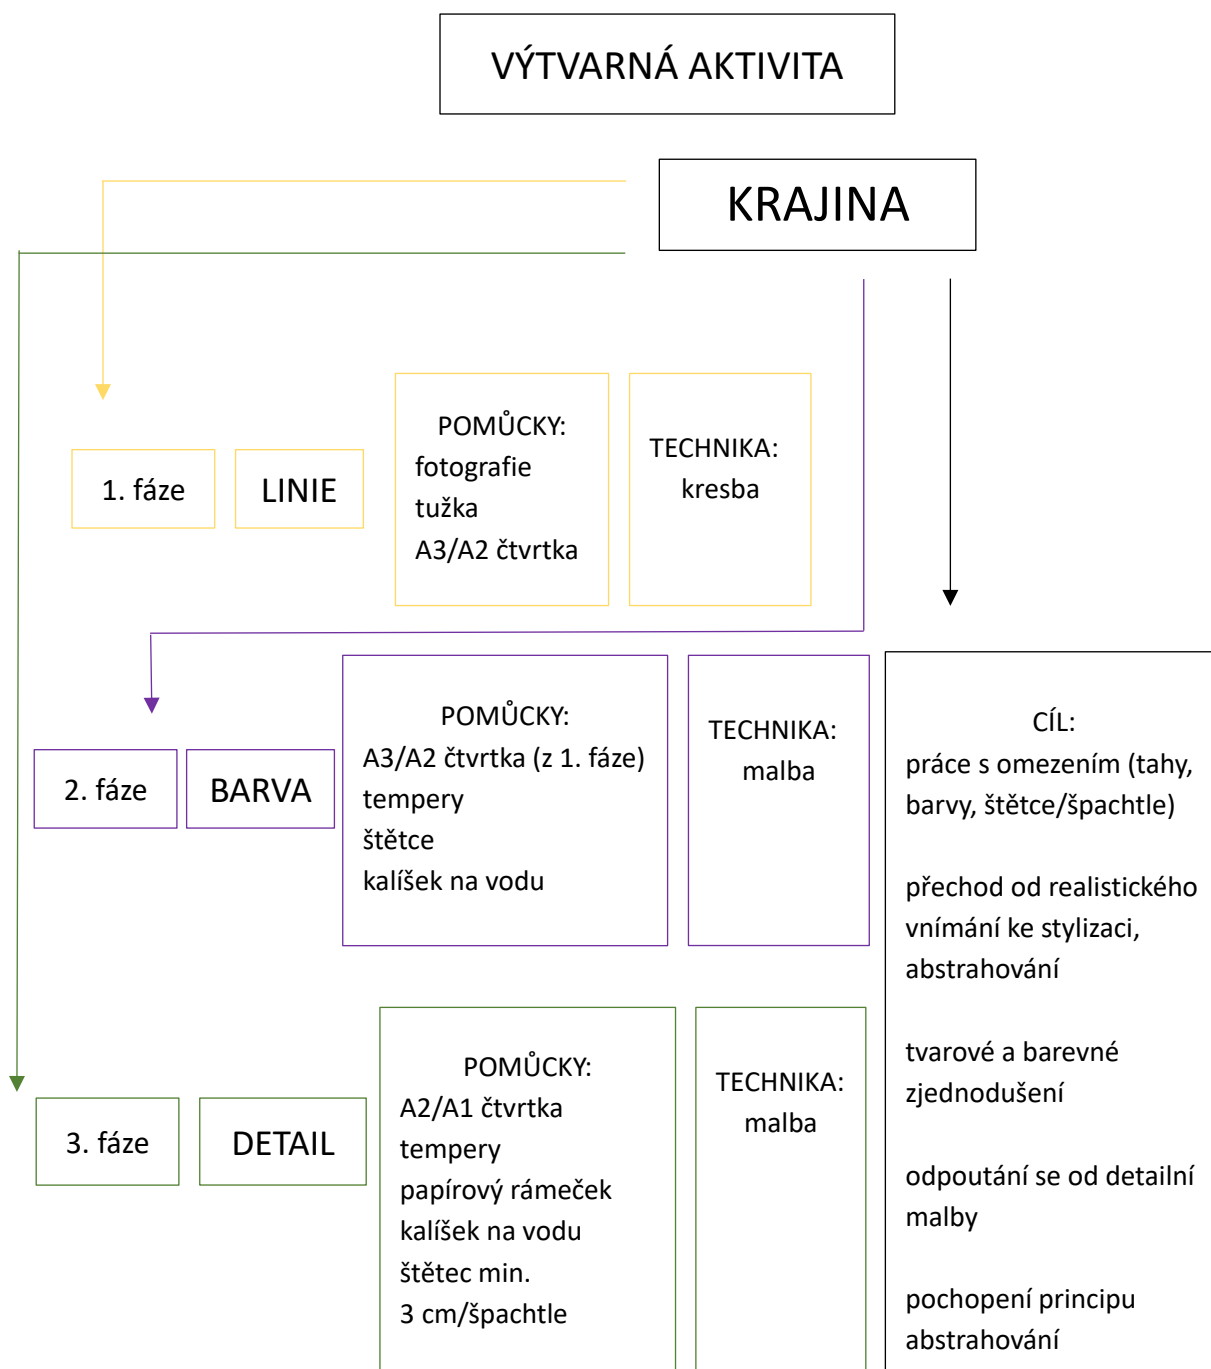 VÝTVARNÁ AKTIVITA
KRAJINA
1. fáze
LINIE
POMŮCKY:
fotografie
tužka
A3/A2 čtvrtka
TECHNIKA:
kresba
2. fáze
BARVA
POMŮCKY:
A3/A2 čtvrtka (z 1. fáze)
tempery
štětce
kalíšek na vodu
TECHNIKA:
malba
3. fáze
DETAIL
POMŮCKY:
A2/A1 čtvrtka
tempery
papírový rámeček
kalíšek na vodu
štětec min.
3 cm/špachtle
TECHNIKA:
malba
CÍL:
práce s omezením (tahy,
barvy, štětce/špachtle)
přechod od realistického
vnímání ke stylizaci,
abstrahování
tvarové a barevné
zjednodušení
odpoutání se od detailní
malby
pochopení principu
abstrahování